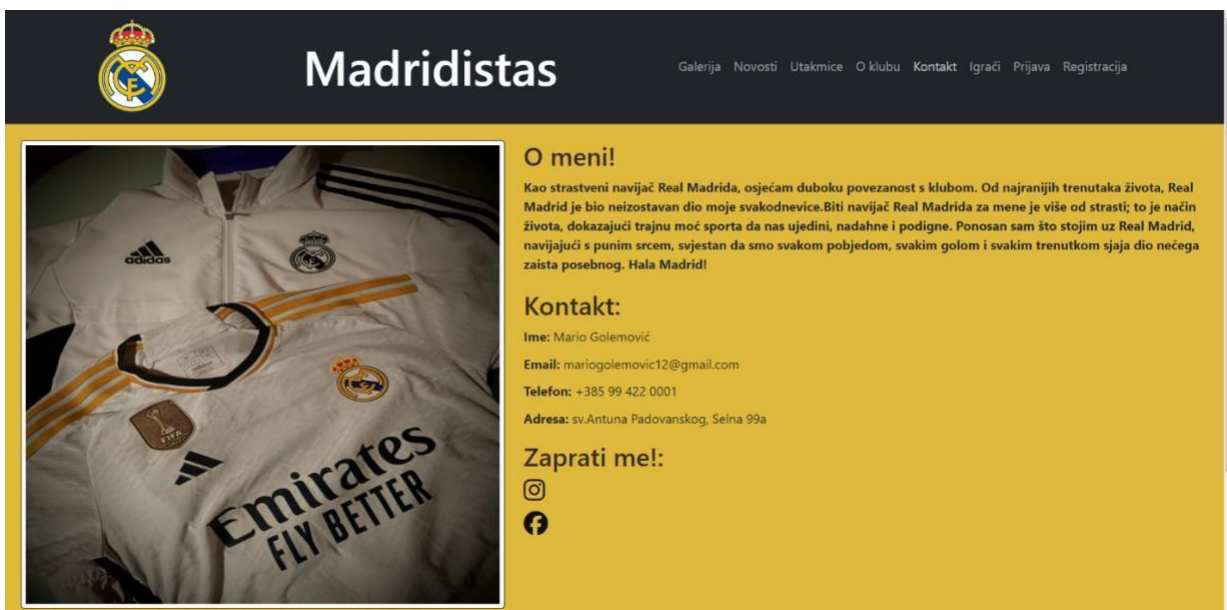 Madridistas
Galerija Novosti Utakmice O klubu Kontakt Igrači Prijava Registracija
O meni!
Kao strastveni navijač Real Madrida, osjećam duboku povezanost s klubom. Od najranijih trenutaka života, Real
Madrid je bio neizostavan dio moje svakodnevice.Biti navijač Real Madrida za mene je više od strasti; to je način
života, dokazajući trajnu moć sporta da nas ujedini, nadahne i podigne. Ponosan sam što stojim uz Real Madrid,
navijajući s punim srcem, svjestan da smo svakom pobjedom, svakim golom i svakim trenutkom sjaja dio nečega
zaista posebnog. Hala Madrid!
Kontakt:
Ime: Mario Golemović
Email: mariogolemovic12@gmail.com
Telefon: +385 99 422 0001
Adresa: sv.Antuna Padovanskog, Selna 99a
Zaprati me!:
adidas
FIFA
Emirates
FLY BETTER